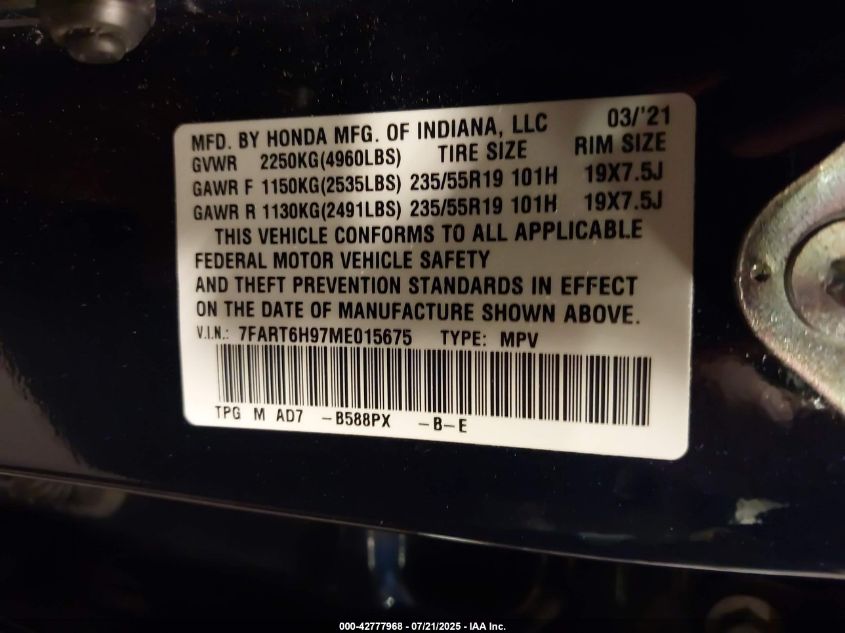 MFD. BY HONDA MFG. OF INDIANA, LLC 03/'21
GVWR 2250KG(4960LBS) TIRE SIZE RIM SIZE
GAWR F 1150KG(2535LBS) 235/55R19 101H 19X7.5J
GAWR R 1130KG(2491LBS) 235/55R19 101H 19X7.5J
THIS VEHICLE CONFORMS TO ALL APPLICABLE
FEDERAL MOTOR VEHICLE SAFETY
AND THEFT PREVENTION STANDARDS IN EFFECT
ON THE DATE OF MANUFACTURE SHOWN ABOVE.
V.I.N.: 7FART6H97ME015675 TYPE: MPV
TPG M AD7 -B588PX -B-E
000-42777968 - 07/21/2025 - IAA Inc.